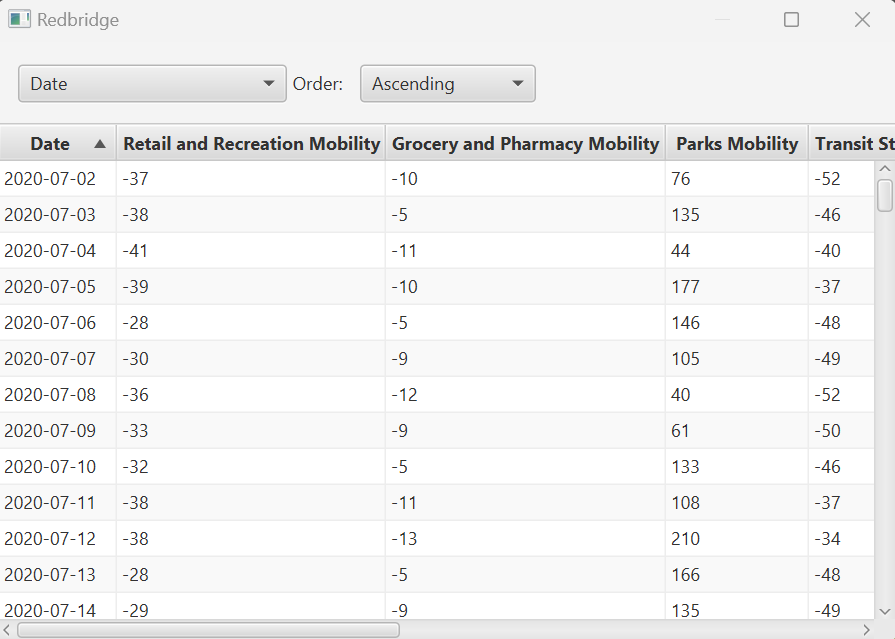 Redbridge
Date Order: Ascending
Date Retail and Recreation Mobility Grocery and Pharmacy Mobility Parks Mobility Transit St
2020-07-02 -37 -10 76 -52
2020-07-03 -38 -5 135 -46
2020-07-04 -41 -11 44 -40
2020-07-05 -39 -10 177 -37
2020-07-06 -28 -5 146 -48
2020-07-07 -30 -9 105 -49
2020-07-08 -36 -12 40 -52
2020-07-09 -33 -9 61 -50
2020-07-10 -32 -5 133 -46
2020-07-11 -38 -11 108 -37
2020-07-12 -38 -13 210 -34
2020-07-13 -28 -5 166 -48
2020-07-14 -29 -9 135 -49